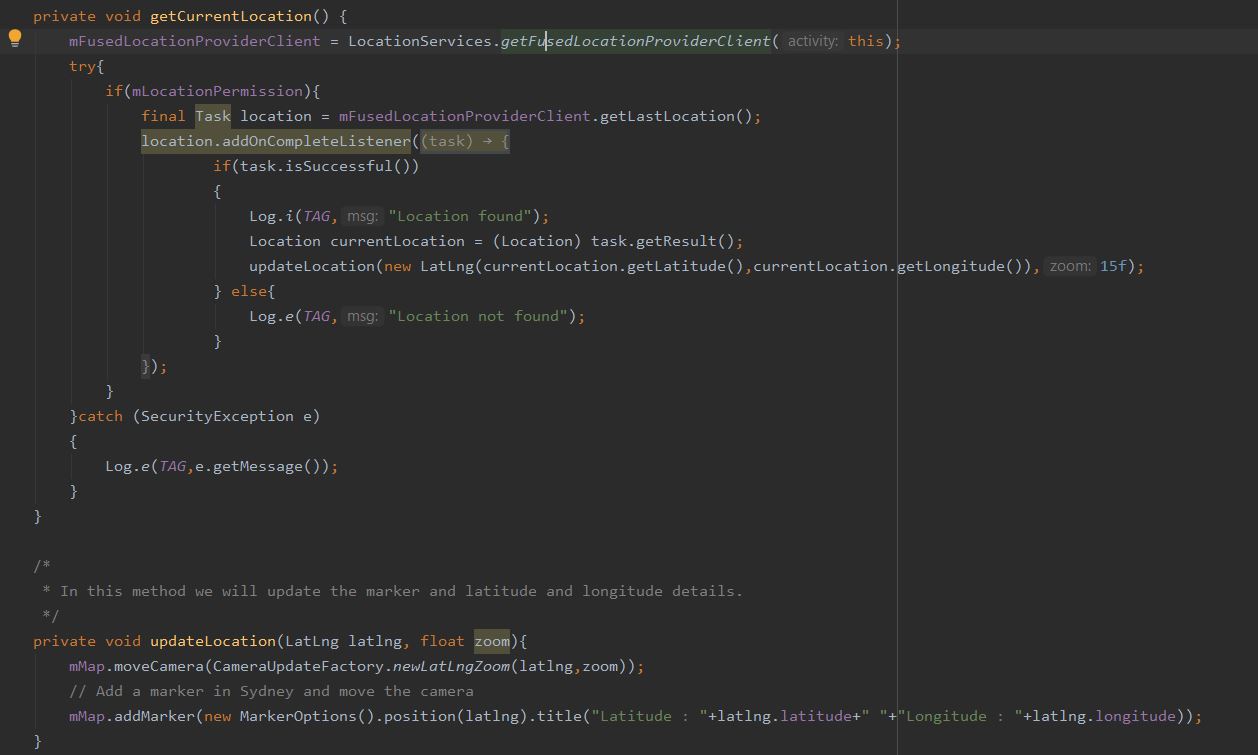 private void getCurrentLocation() {
mFusedLocationProviderClient = LocationServices.getFusedLocationProviderClient( activity: this);
try{
if(mLocationPermission){
final Task location = mFusedLocationProviderClient.getLastLocation();
location.addOnCompleteListener((task) → {
if(task.isSuccessful())
{
Log.i(TAG, msg: "Location found");
Location currentLocation = (Location) task.getResult();
updateLocation(new LatLng(currentLocation.getLatitude(),currentLocation.getLongitude()), zoom: 15f);
} else{
Log.e(TAG, msg: "Location not found");
}
});
}
}catch (SecurityException e)
{
Log.e(TAG,e.getMessage());
}
}
/*
* In this method we will update the marker and latitude and longitude details.
*/
private void updateLocation(LatLng latlng, float zoom){
mMap.moveCamera(CameraUpdateFactory.newLatLngZoom(latlng,zoom));
// Add a marker in Sydney and move the camera
mMap.addMarker(new MarkerOptions().position(latlng).title("Latitude : "+latlng.latitude+" "+"Longitude : "+latlng.longitude));
}